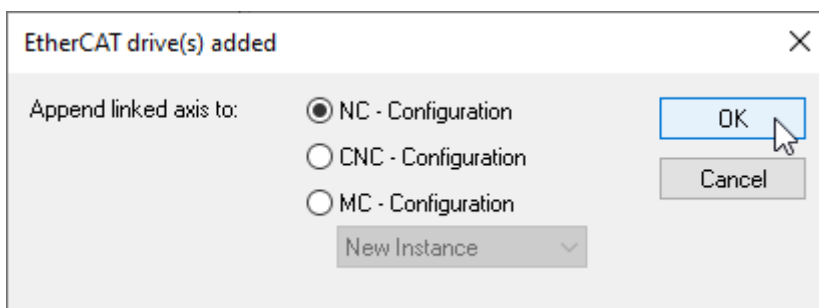 EtherCAT drive(s) added
Append linked axis to:
NC - Configuration
OK
CNC - Configuration
Cancel
MC - Configuration
New Instance